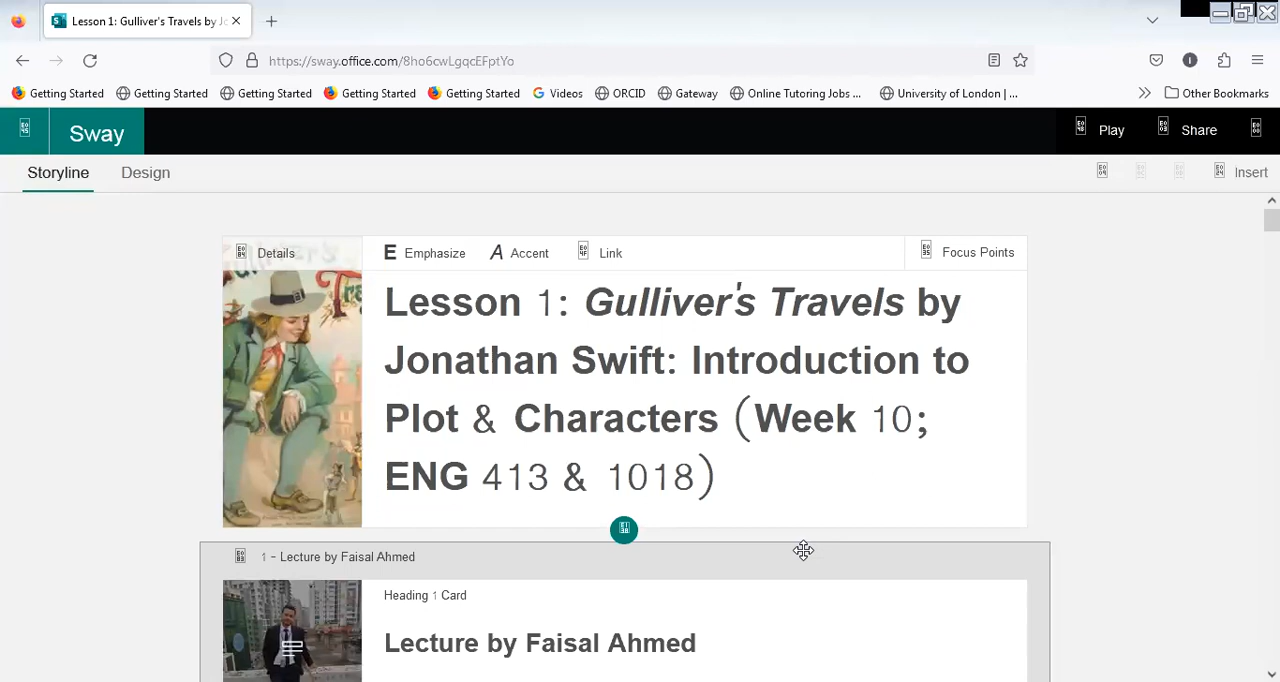 Lesson 1: Gulliver's Travels by Jo
https://sway.office.com/8ho6cwLgqcEFptYo
Getting Started Getting Started Getting Started Getting Started Getting Started Videos ORCID Gateway Online Tutoring Jobs ... University of London | ... Other Bookmarks
Sway Play Share
Storyline Design Insert
Details E Emphasize A Accent Link Focus Points
Lesson 1: Gulliver's Travels by
Jonathan Swift: Introduction to
Plot & Characters (Week 10;
ENG 413 & 1018)
1 - Lecture by Faisal Ahmed
Heading 1 Card
Lecture by Faisal Ahmed